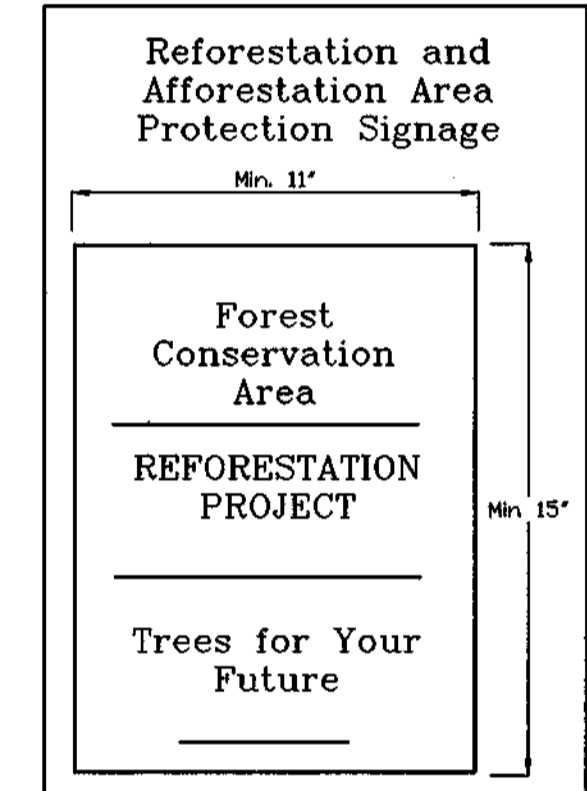 Reforestation and
Afforestation Area
Protection Signage
Min. 11"
Forest
Conservation
Area
REFORESTATION
PROJECT
Min 15"
Trees for Your
Future